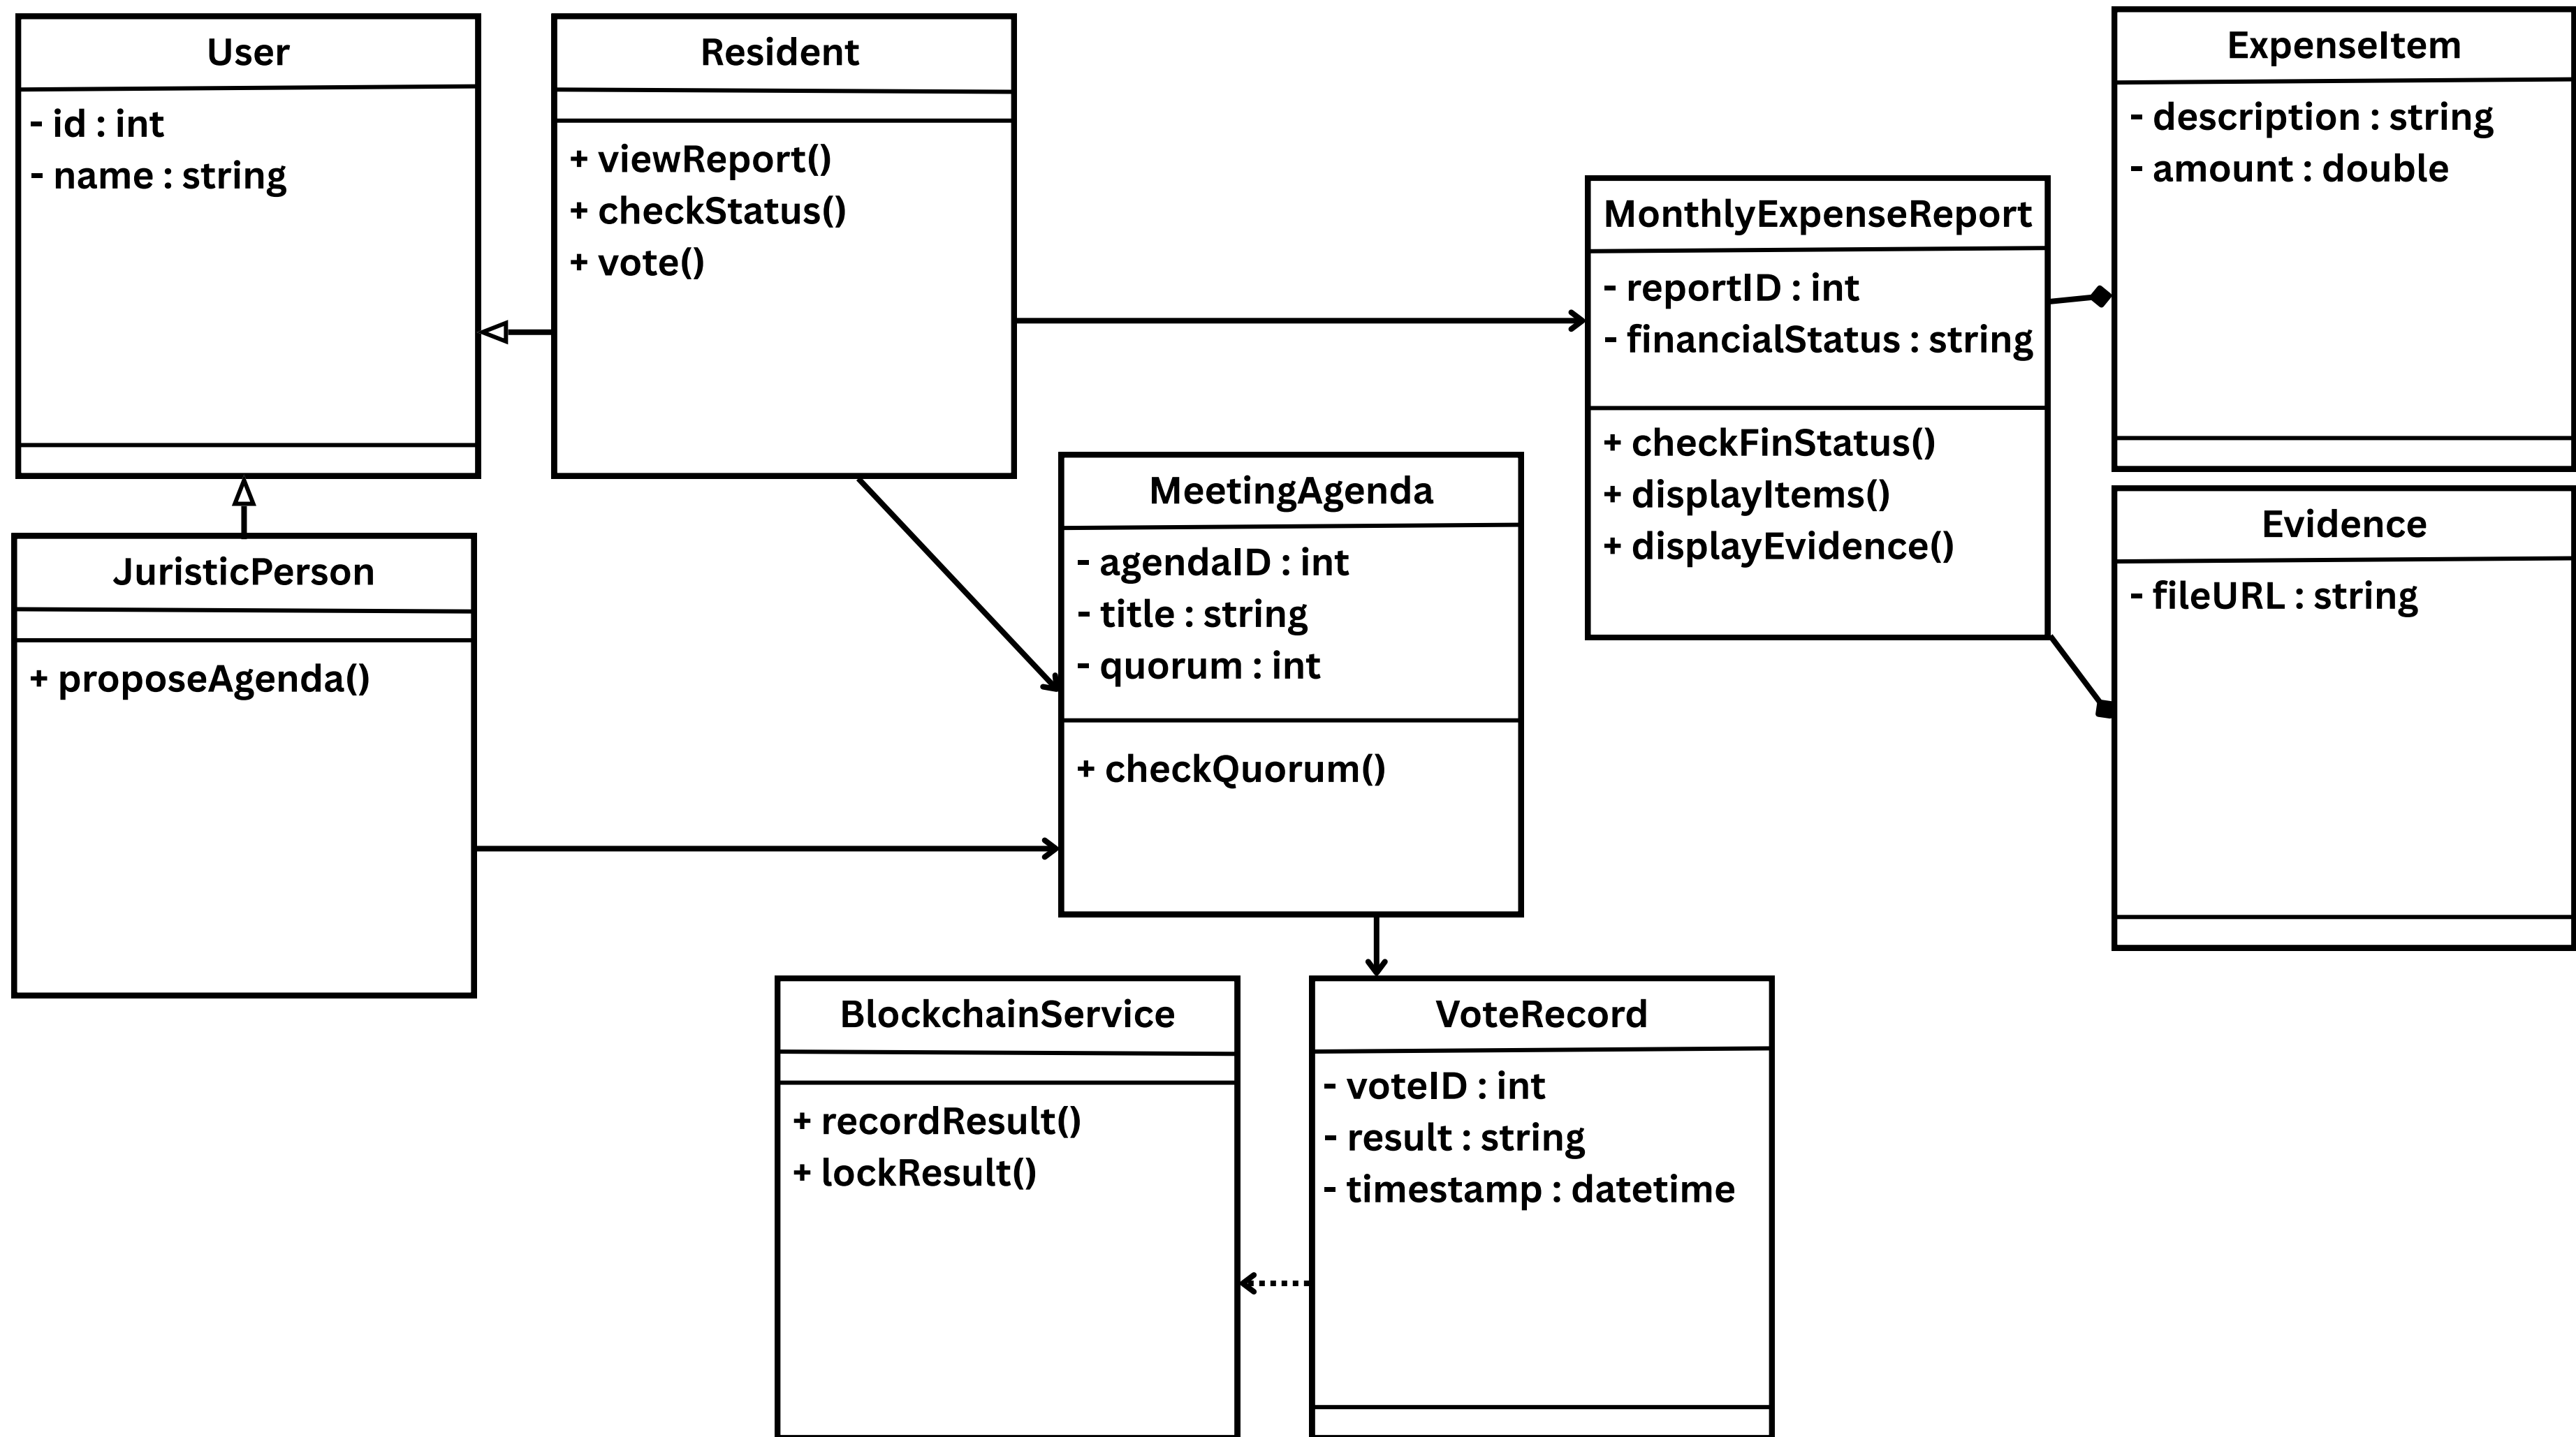 User
- id : int
- name : string
Resident
+ viewReport()
+ checkStatus()
+ vote()
ExpenseItem
- description : string
- amount : double
MonthlyExpenseReport
- reportID : int
- financialStatus : string
+ checkFinStatus()
+ displayItems()
+ displayEvidence()
MeetingAgenda
- agendaID : int
- title : string
- quorum : int
+ checkQuorum()
Evidence
- fileURL : string
JuristicPerson
+ proposeAgenda()
BlockchainService
+ recordResult()
+ lockResult()
VoteRecord
- voteID : int
- result : string
- timestamp : datetime